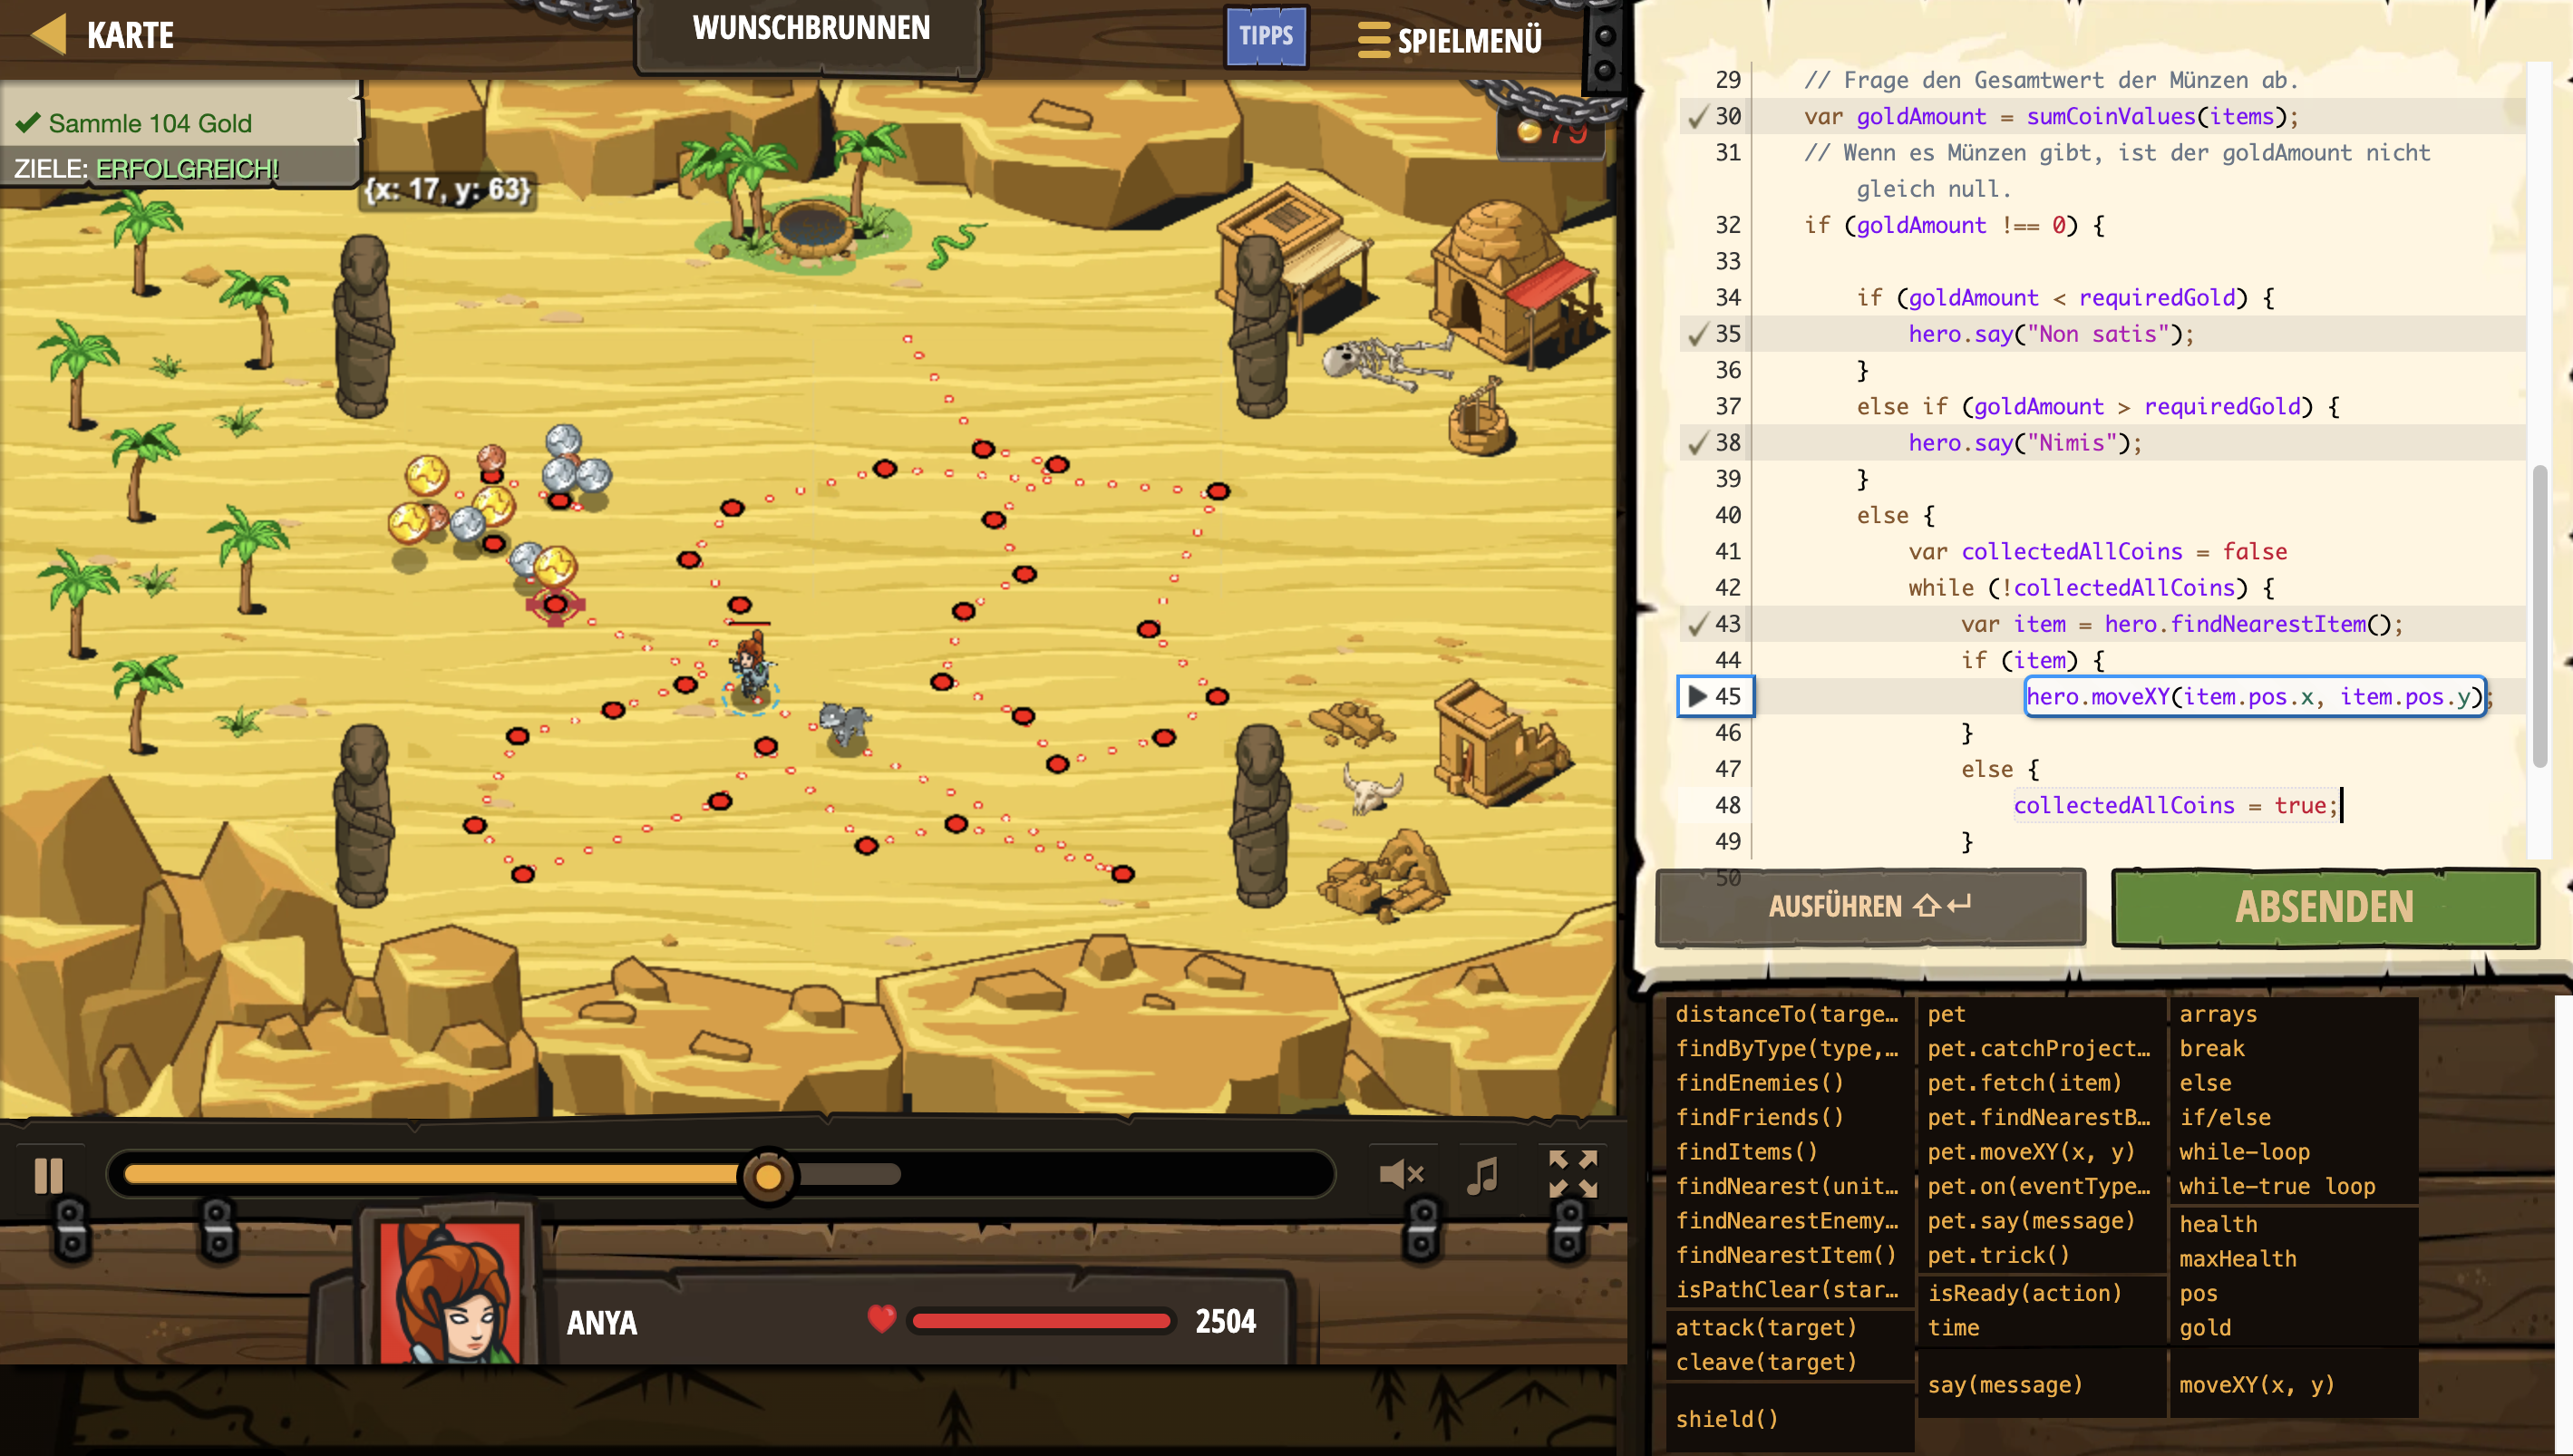 KARTE
WUNSCHBRUNNEN
TIPPS
SPIELMENÜ
Sammle 104 Gold
ZIELE: ERFOLGREICH!
{x: 17, y: 63}
79
29 // Frage den Gesamtwert der Münzen ab.
30 var goldAmount = sumCoinValues(items);
31 // Wenn es Münzen gibt, ist der goldAmount nicht
gleich null.
32 if (goldAmount !== 0) {
33
34 if (goldAmount < requiredGold) {
35 hero.say("Non satis");
36 }
37 else if (goldAmount > requiredGold) {
38 hero.say("Nimis");
39 }
40 else {
41 var collectedAllCoins = false
42 while (!collectedAllCoins) {
43 var item = hero.findNearestItem();
44 if (item) {
45 hero.moveXY(item.pos.x, item.pos.y);
46 }
47 else {
48 collectedAllCoins = true;
49 }
50
AUSFÜHREN
ABSENDEN
distanceTo(targe…
findByType(type,…
findEnemies()
findFriends()
findItems()
findNearest(unit…
findNearestEnemy…
findNearestItem()
isPathClear(star…
attack(target)
cleave(target)
shield()
pet
pet.catchProject…
pet.fetch(item)
pet.findNearestB…
pet.moveXY(x, y)
pet.on(eventType…
pet.say(message)
pet.trick()
isReady(action)
time
say(message)
arrays
break
else
if/else
while-loop
while-true loop
health
maxHealth
pos
gold
moveXY(x, y)
ANYA
2504